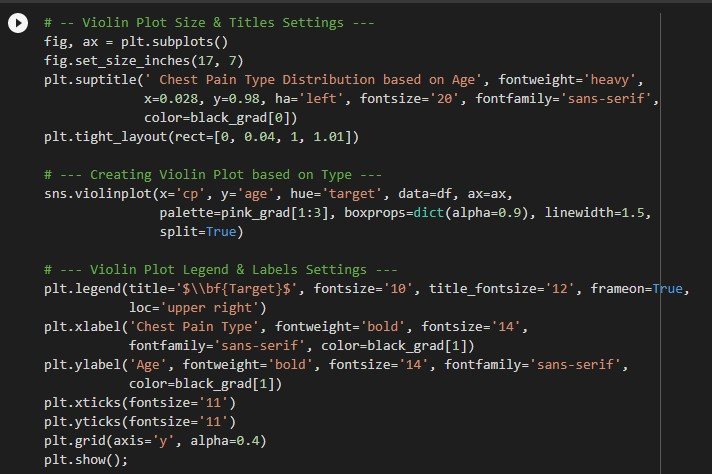 # -- Violin Plot Size & Titles Settings ---
fig, ax = plt.subplots()
fig.set_size_inches(17, 7)
plt.suptitle(' Chest Pain Type Distribution based on Age', fontweight='heavy',
             x=0.028, y=0.98, ha='left', fontsize='20', fontfamily='sans-serif',
             color=black_grad[0])
plt.tight_layout(rect=[0, 0.04, 1, 1.01])

# --- Creating Violin Plot based on Type ---
sns.violinplot(x='cp', y='age', hue='target', data=df, ax=ax,
               palette=pink_grad[1:3], boxprops=dict(alpha=0.9), linewidth=1.5,
               split=True)

# --- Violin Plot Legend & Labels Settings ---
plt.legend(title='$\\bf{Target}$', fontsize='10', title_fontsize='12', frameon=True,
           loc='upper right')
plt.xlabel('Chest Pain Type', fontweight='bold', fontsize='14',
           fontfamily='sans-serif', color=black_grad[1])
plt.ylabel('Age', fontweight='bold', fontsize='14', fontfamily='sans-serif',
           color=black_grad[1])
plt.xticks(fontsize='11')
plt.yticks(fontsize='11')
plt.grid(axis='y', alpha=0.4)
plt.show();